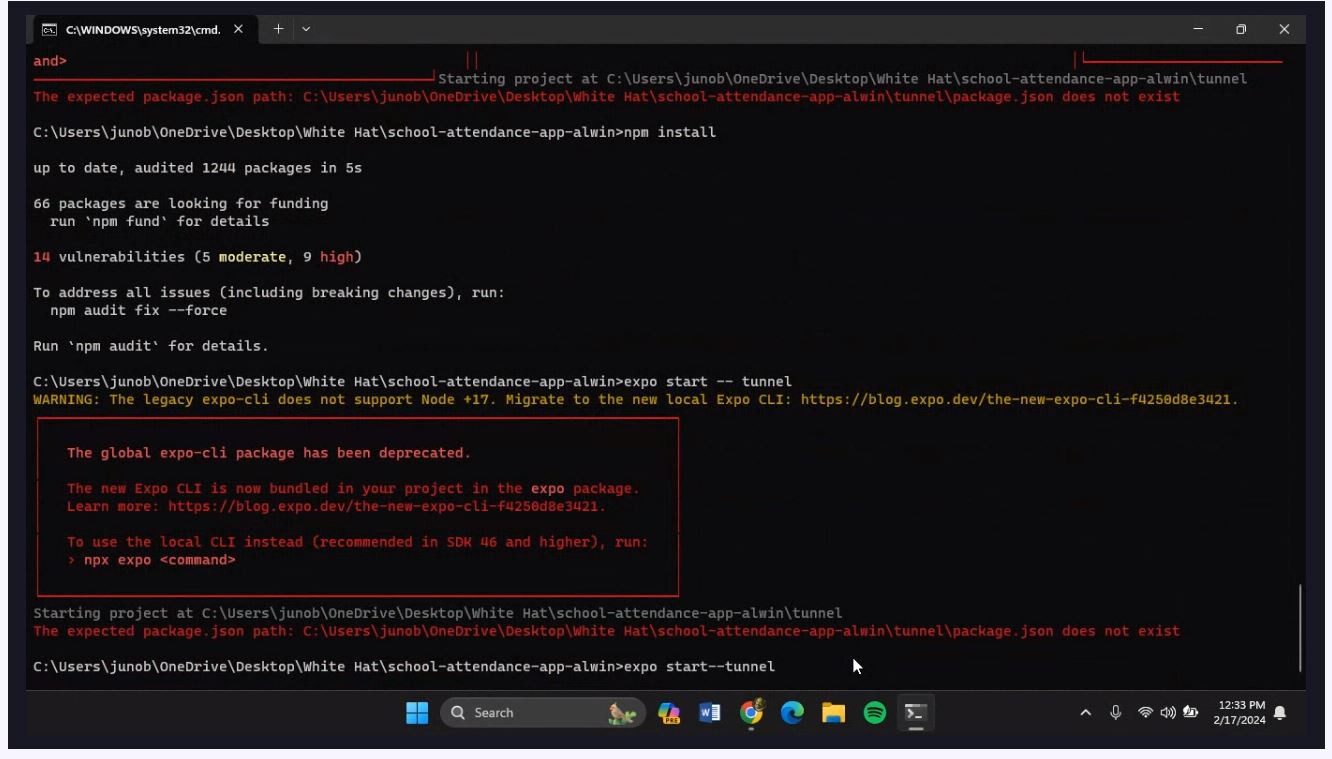 C:\WINDOWS\system32\cmd.
and>
Starting project at C:\Users\junob\OneDrive\Desktop\White Hat\school-attendance-app-alwin\tunnel
The expected package.json path: C:\Users\junob\OneDrive\Desktop\White Hat\school-attendance-app-alwin\tunnel\package.json does not exist
C:\Users\junob\OneDrive\Desktop\White Hat\school-attendance-app-alwin>npm install
up to date, audited 1244 packages in 5s
66 packages are looking for funding
run `npm fund` for details
14 vulnerabilities (5 moderate, 9 high)
To address all issues (including breaking changes), run:
npm audit fix --force
Run `npm audit` for details.
C:\Users\junob\OneDrive\Desktop\White Hat\school-attendance-app-alwin>expo start -- tunnel
WARNING: The legacy expo-cli does not support Node +17. Migrate to the new local Expo CLI: https://blog.expo.dev/the-new-expo-cli-f4250d8e3421.
The global expo-cli package has been deprecated.
The new Expo CLI is now bundled in your project in the expo package.
Learn more: https://blog.expo.dev/the-new-expo-cli-f4250d8e3421.
To use the local CLI instead (recommended in SDK 46 and higher), run:
› npx expo <command>
Starting project at C:\Users\junob\OneDrive\Desktop\White Hat\school-attendance-app-alwin\tunnel
The expected package.json path: C:\Users\junob\OneDrive\Desktop\White Hat\school-attendance-app-alwin\tunnel\package.json does not exist
C:\Users\junob\OneDrive\Desktop\White Hat\school-attendance-app-alwin>expo start--tunnel
Search
PRE
W
12:33 PM
2/17/2024